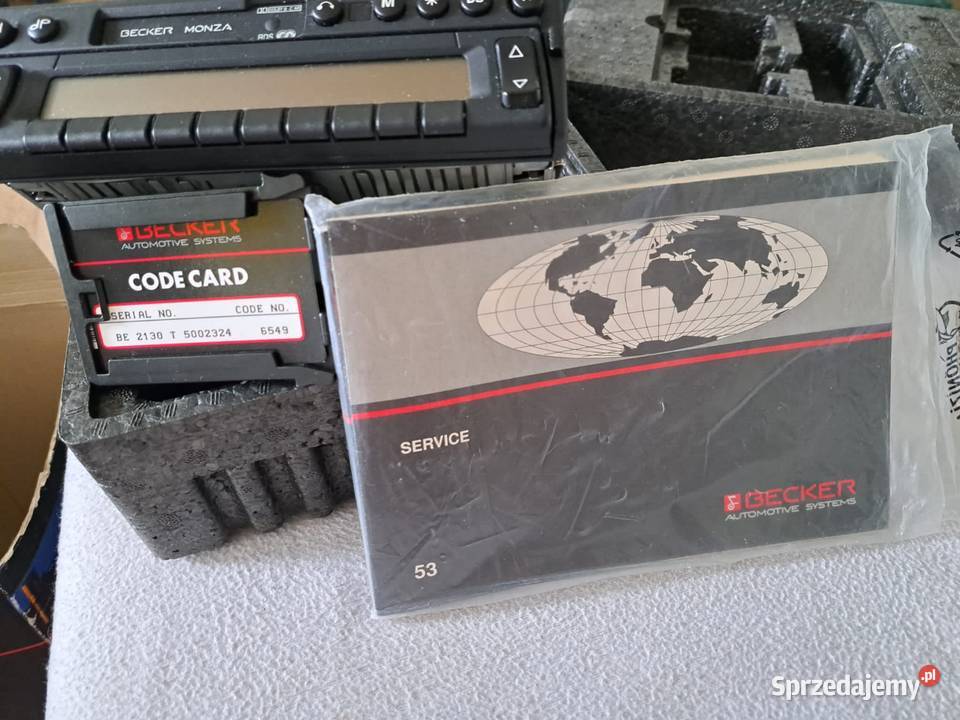 dP
BECKER MONZA
RDS
M
BECKER
AUTOMOTIVE SYSTEMS
CODE CARD
SERIAL NO. CODE NO.
BE 2130 T 5002324 6549
SERVICE
BECKER
AUTOMOTIVE SYSTEMS
53
Sprzedajemy.pl